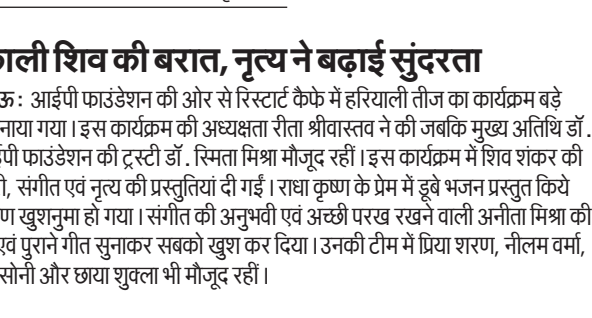 शिव की बरात, नृत्य ने बढ़ाई सुंदरता
आईपी फाउंडेशन की ओर से रिस्टार्ट कैफे में हरियाली तीज का कार्यक्रम बड़े
नाया गया । इस कार्यक्रम की अध्यक्षता रीता श्रीवास्तव ने की जबकि मुख्य अतिथि डॉ .
पी फाउंडेशन की ट्रस्टी डॉ . स्मिता मिश्रा मौजूद रहीं । इस कार्यक्रम में शिव शंकर की
संगीत एवं नृत्य की प्रस्तुतियां दी गईं । राधा कृष्ण के प्रेम में डूबे भजन प्रस्तुत किये
ण खुशनुमा हो गया । संगीत की अनुभवी एवं अच्छी परख रखने वाली अनीता मिश्रा की
एवं पुराने गीत सुनाकर सबको खुश कर दिया । उनकी टीम में प्रिया शरण, नीलम वर्मा,
सोनी और छाया शुक्ला भी मौजूद रहीं ।